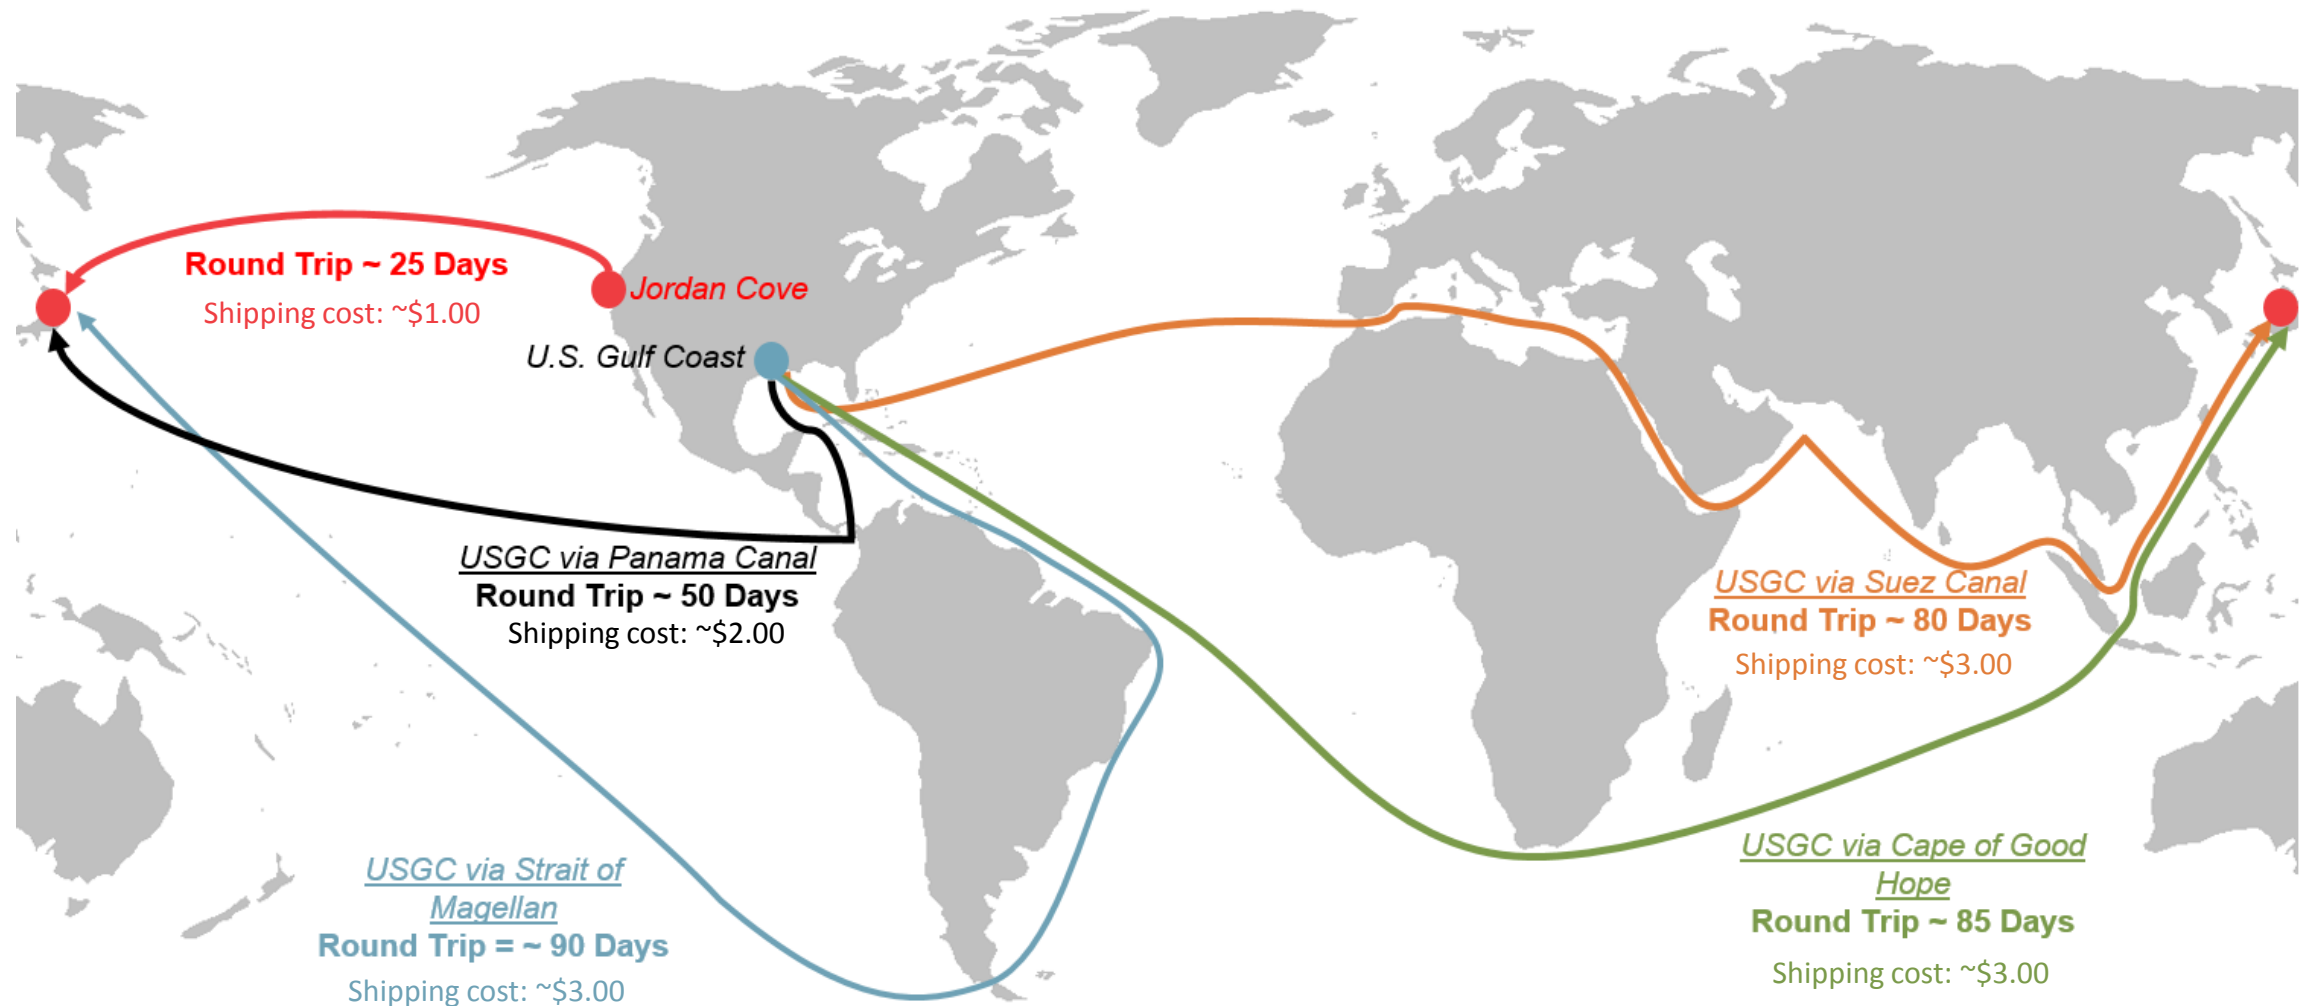 Round Trip ~ 25 Days
Shipping cost: ~$1.00
Jordan Cove
U.S. Gulf Coast
USGC via Panama Canal
Round Trip ~ 50 Days
Shipping cost: ~$2.00
USGC via Suez Canal
Round Trip ~ 80 Days
Shipping cost: ~$3.00
USGC via Strait of
Magellan
Round Trip = ~ 90 Days
Shipping cost: ~$3.00
USGC via Cape of Good
Hope
Round Trip ~ 85 Days
Shipping cost: ~$3.00